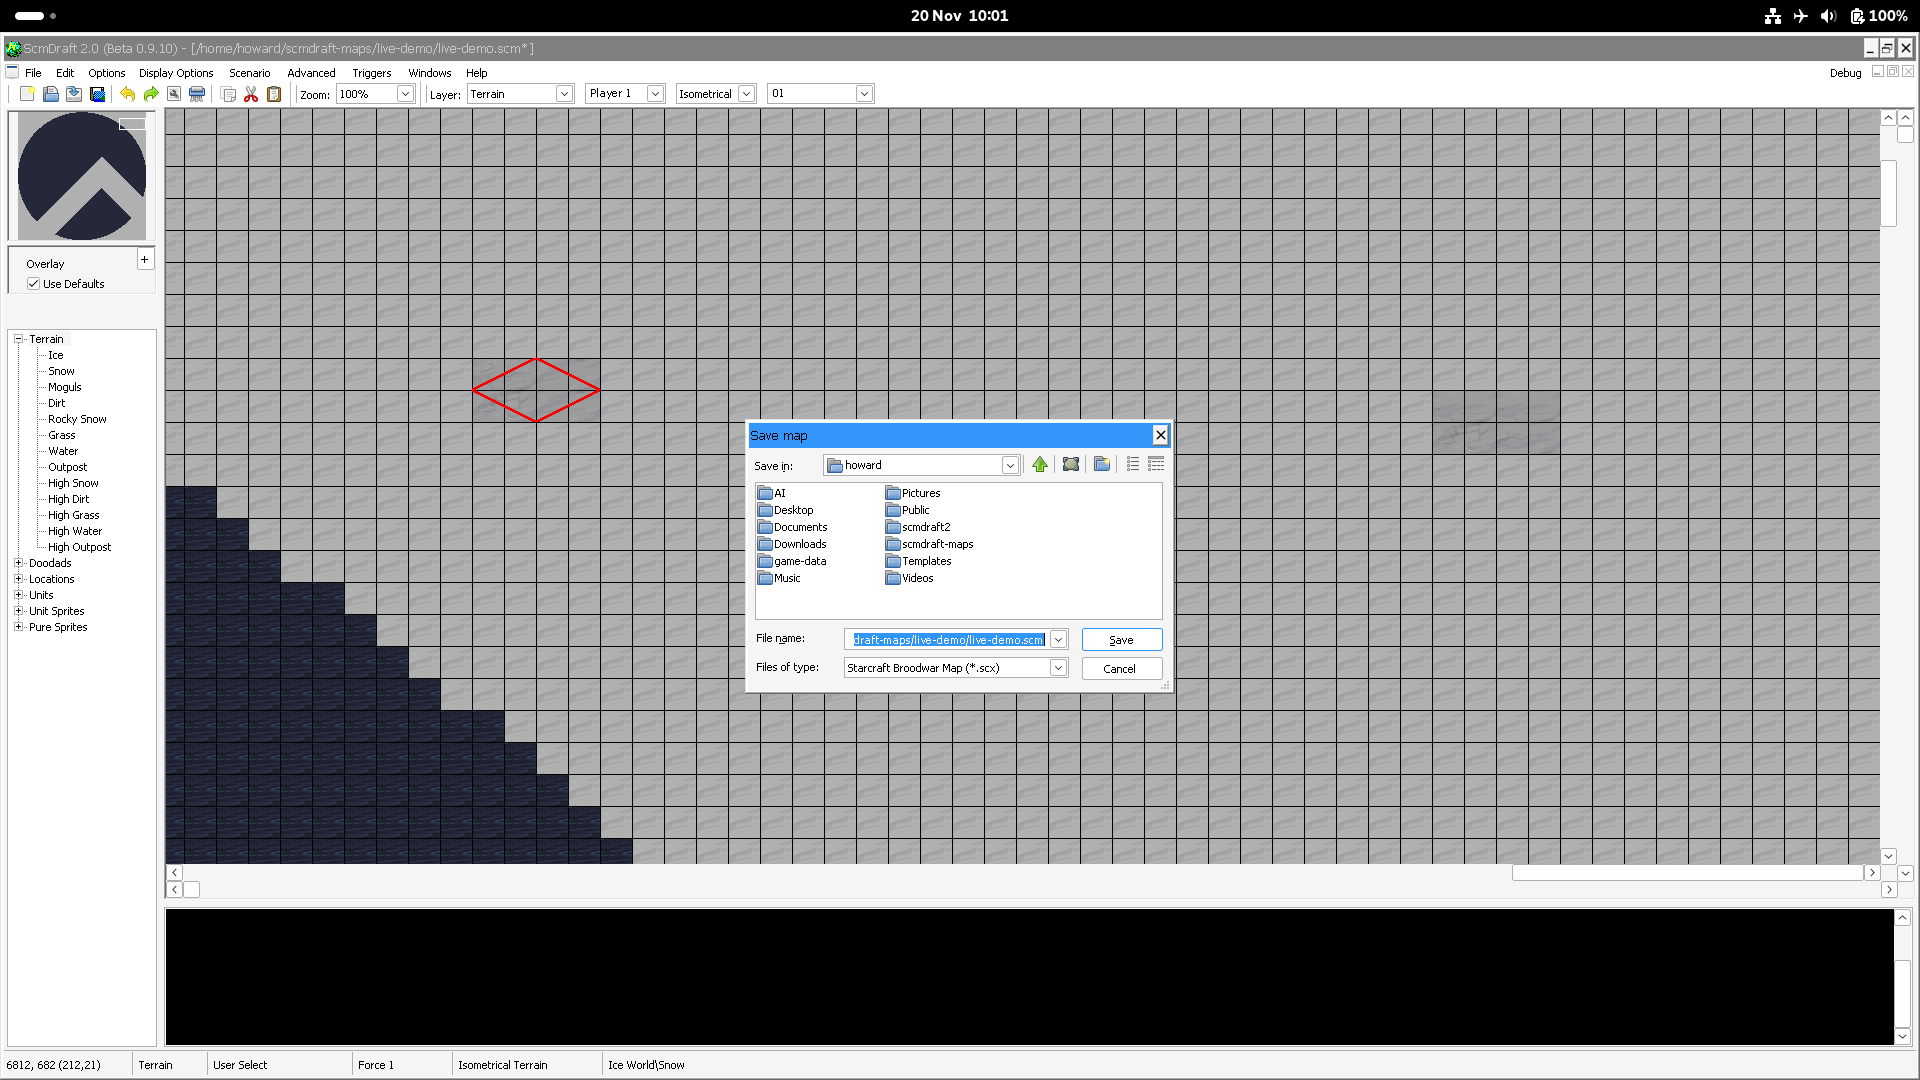 20 Nov 10:01
100%
ScmDraft 2.0 (Beta 0.9.10) - [/home/howard/scmdraft-maps/live-demo/live-demo.scm*]
File Edit Options Display Options Scenario Advanced Triggers Windows Help Debug
Zoom: 100% Layer: Terrain Player 1 Isometrical 01
Overlay +
Use Defaults
Terrain
Ice
Snow
Moguls
Dirt
Rocky Snow
Grass
Water
Outpost
High Snow
High Dirt
High Grass
High Water
High Outpost
Doodads
Locations
Units
Unit Sprites
Pure Sprites
Save map
Save in: howard
AI
Desktop
Documents
Downloads
game-data
Music
Pictures
Public
scmdraft2
scmdraft-maps
Templates
Videos
File name: draft-maps/live-demo/live-demo.scm Save
Files of type: Starcraft Broodwar Map (*.scx) Cancel
6812, 682 (212,21) Terrain User Select Force 1 Isometrical Terrain Ice World\Snow